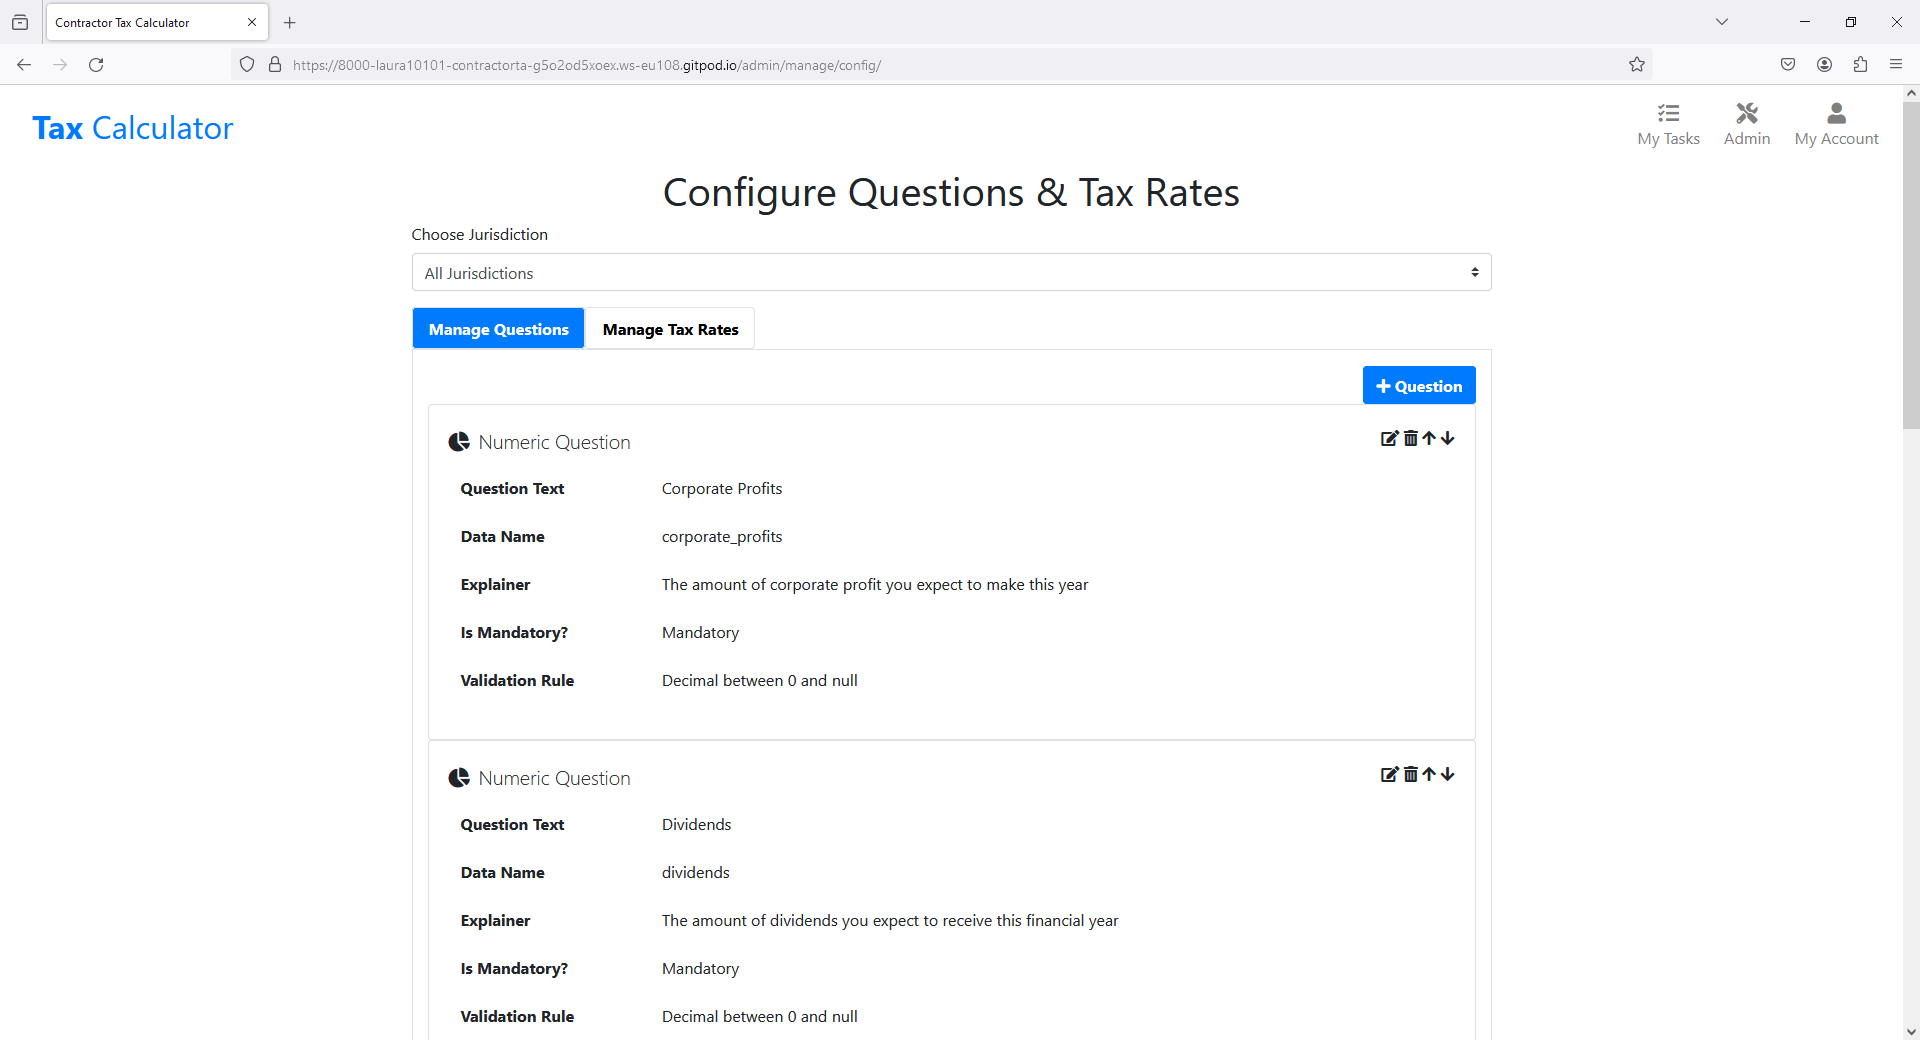 Contractor Tax Calculator
https://8000-laura10101-contractorta-g5o2od5xoex.ws-eu108.gitpod.io/admin/manage/config/
Tax Calculator
My Tasks
Admin
My Account
Configure Questions & Tax Rates
Choose Jurisdiction
All Jurisdictions
Manage Questions
Manage Tax Rates
Question
Numeric Question
Question Text Corporate Profits
Data Name corporate_profits
Explainer The amount of corporate profit you expect to make this year
Is Mandatory? Mandatory
Validation Rule Decimal between 0 and null
Numeric Question
Question Text Dividends
Data Name dividends
Explainer The amount of dividends you expect to receive this financial year
Is Mandatory? Mandatory
Validation Rule Decimal between 0 and null